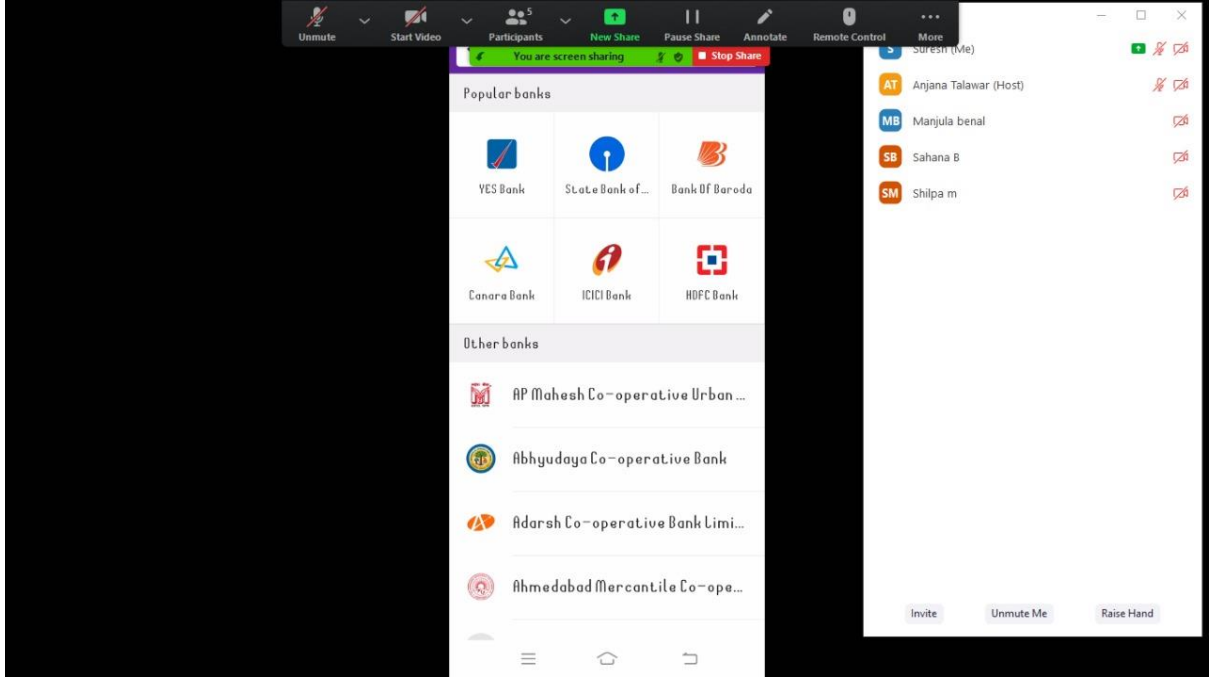 5
Unmute Start Video Participants New Share Pause Share Annotate Remote Control More
You are screen sharing Stop Share
Popular banks
YES Bank State Bank of... Bank Of Baroda
Canara Bank ICICI Bank HDFC Bank
Other banks
AP Mahesh Co-operative Urban ...
Abhyudaya Co-operative Bank
Adarsh Co-operative Bank Limi...
Ahmedabad Mercantile Co-ope...
S Suresh (Me)
AT Anjana Talawar (Host)
MB Manjula benal
SB Sahana B
SM Shilpa m
Invite Unmute Me Raise Hand